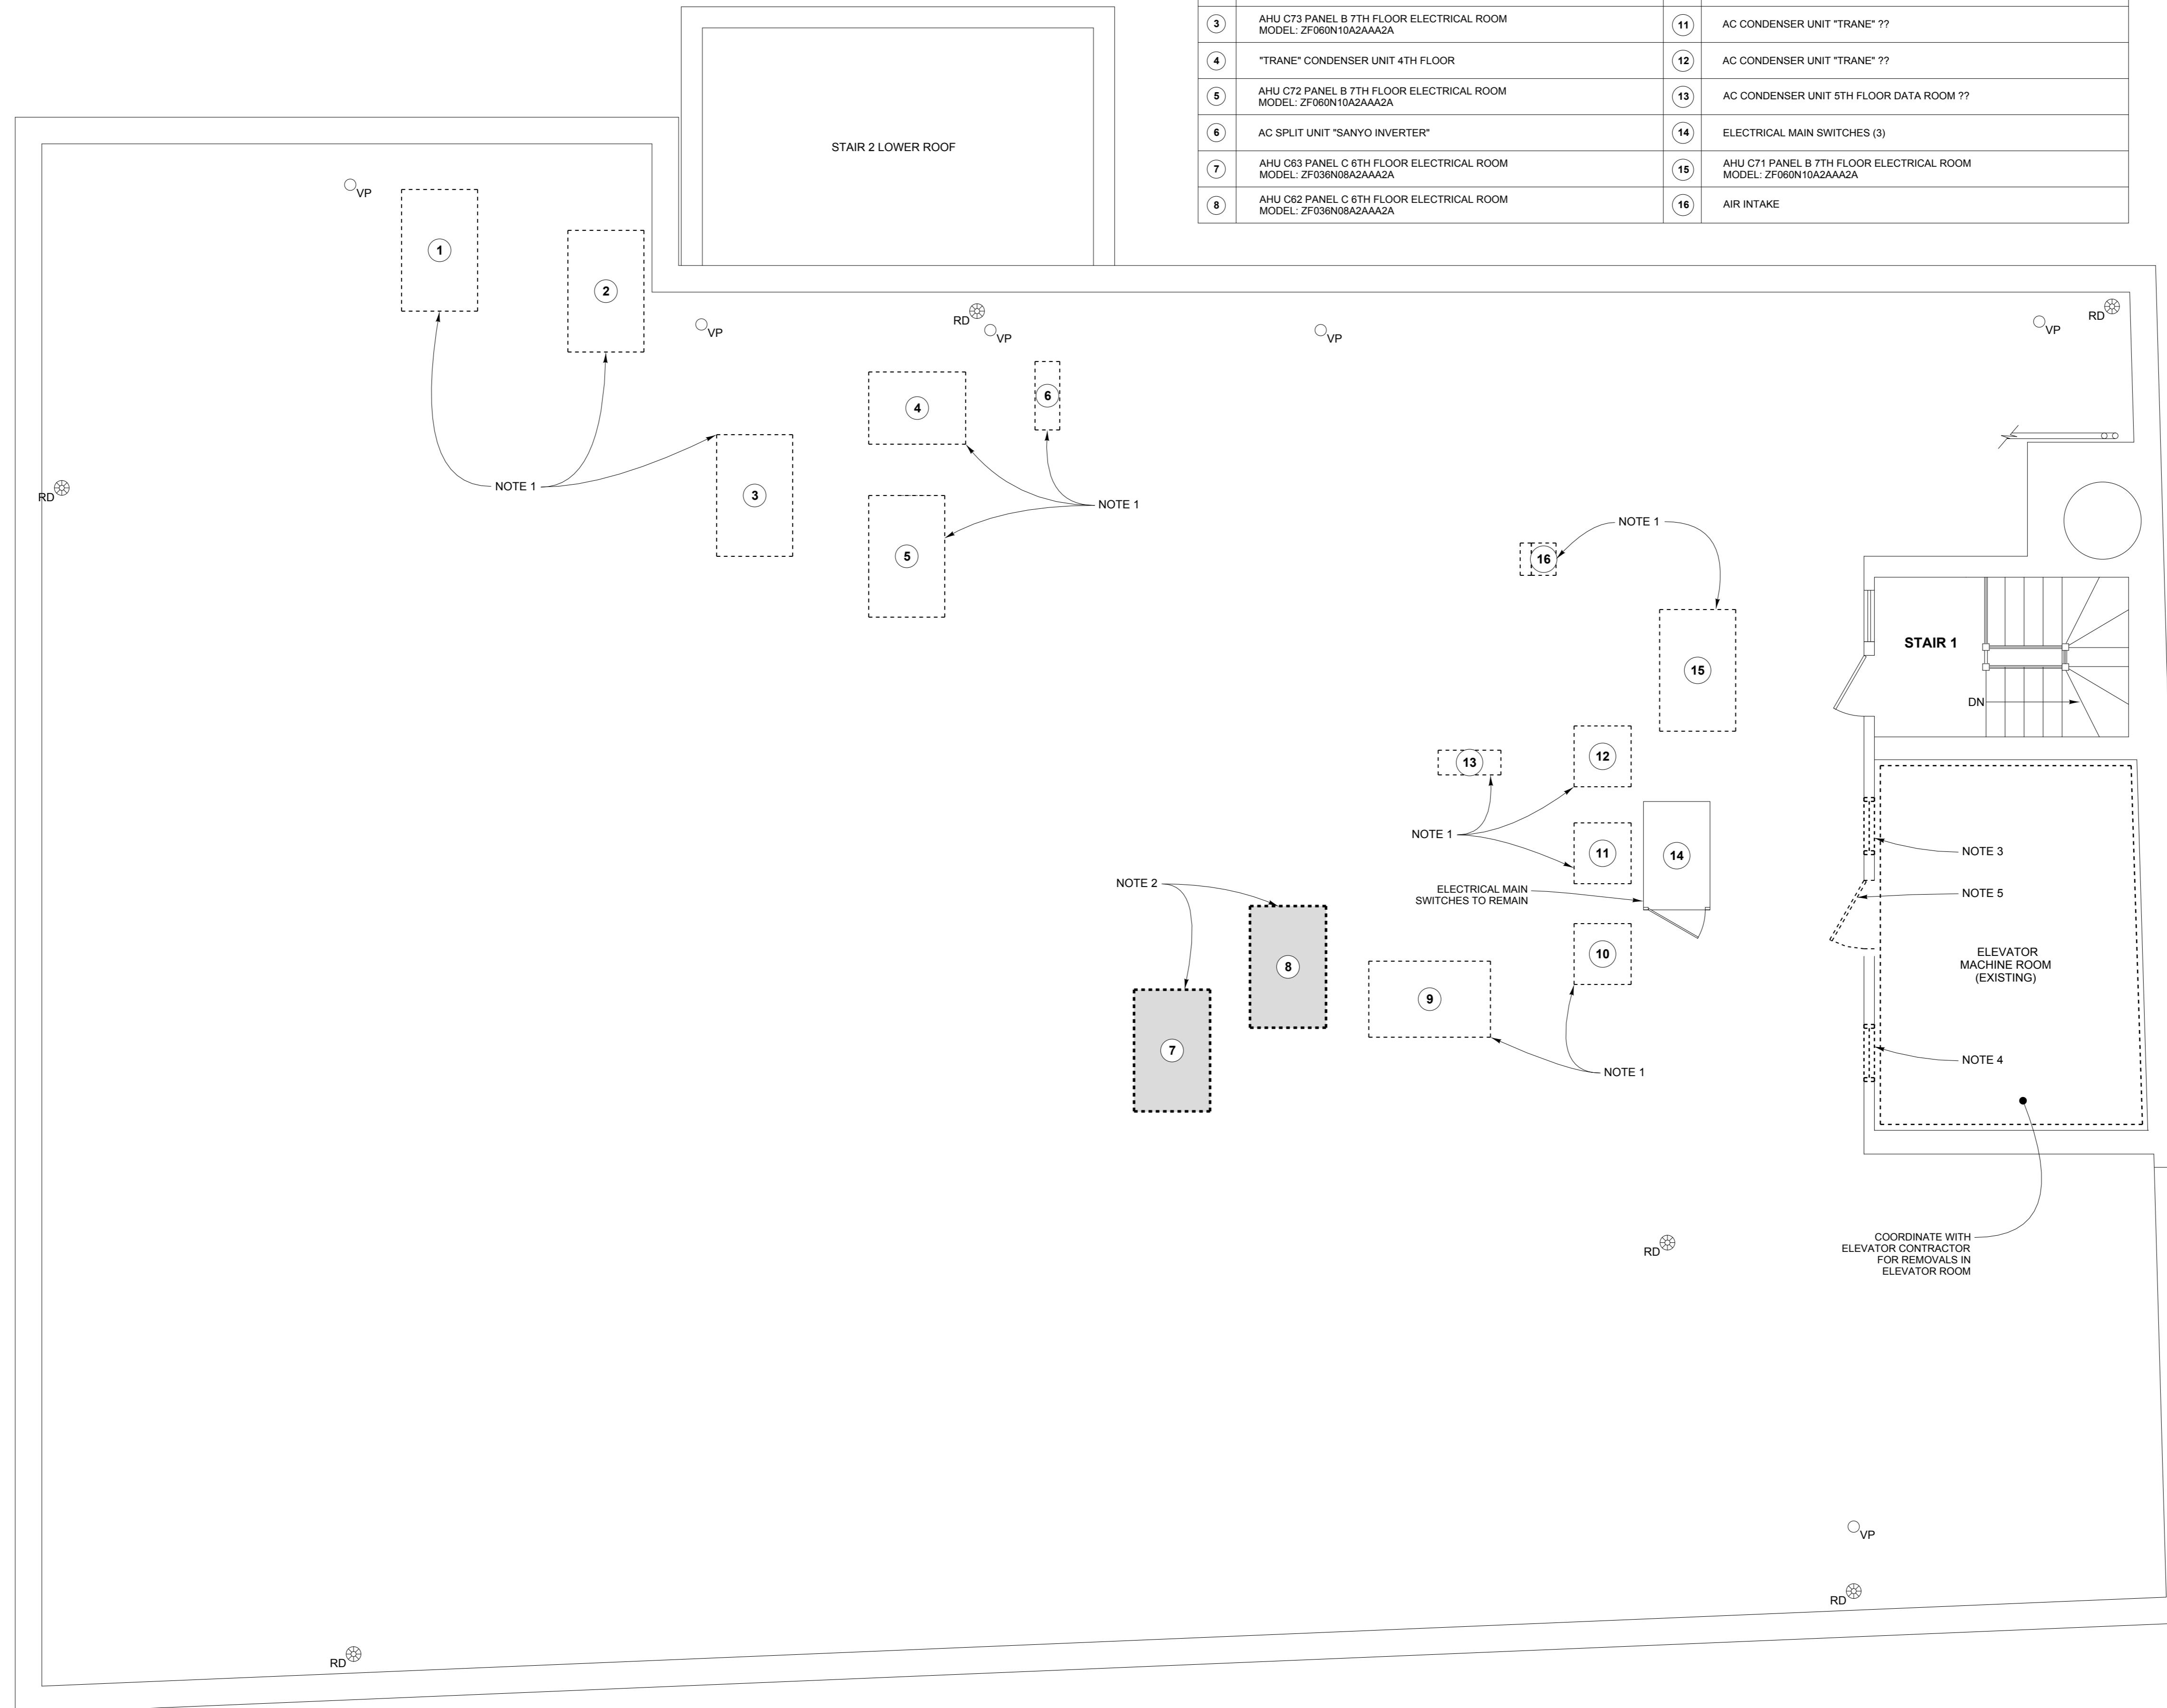 3
AHU C73 PANEL B 7TH FLOOR ELECTRICAL ROOM
MODEL: ZF060N10A2AAA2A
11
AC CONDENSER UNIT "TRANE" ??
4
"TRANE" CONDENSER UNIT 4TH FLOOR
12
AC CONDENSER UNIT "TRANE" ??
5
AHU C72 PANEL B 7TH FLOOR ELECTRICAL ROOM
MODEL: ZF060N10A2AAA2A
13
AC CONDENSER UNIT 5TH FLOOR DATA ROOM ??
6
AC SPLIT UNIT "SANYO INVERTER"
14
ELECTRICAL MAIN SWITCHES (3)
7
AHU C63 PANEL C 6TH FLOOR ELECTRICAL ROOM
MODEL: ZF036N08A2AAA2A
15
AHU C71 PANEL B 7TH FLOOR ELECTRICAL ROOM
MODEL: ZF060N10A2AAA2A
8
AHU C62 PANEL C 6TH FLOOR ELECTRICAL ROOM
MODEL: ZF036N08A2AAA2A
16
AIR INTAKE
STAIR 2 LOWER ROOF
VP
1
2
VP
RD
VP
VP
VP
RD
4
6
3
NOTE 1
RD
NOTE 1
5
NOTE 1
16
15
STAIR 1
DN
13
12
NOTE 1
11
14
NOTE 3
NOTE 2
ELECTRICAL MAIN
SWITCHES TO REMAIN
NOTE 5
8
10
ELEVATOR
MACHINE ROOM
(EXISTING)
9
7
NOTE 1
NOTE 4
COORDINATE WITH
ELEVATOR CONTRACTOR
FOR REMOVALS IN
ELEVATOR ROOM
RD
VP
RD
RD